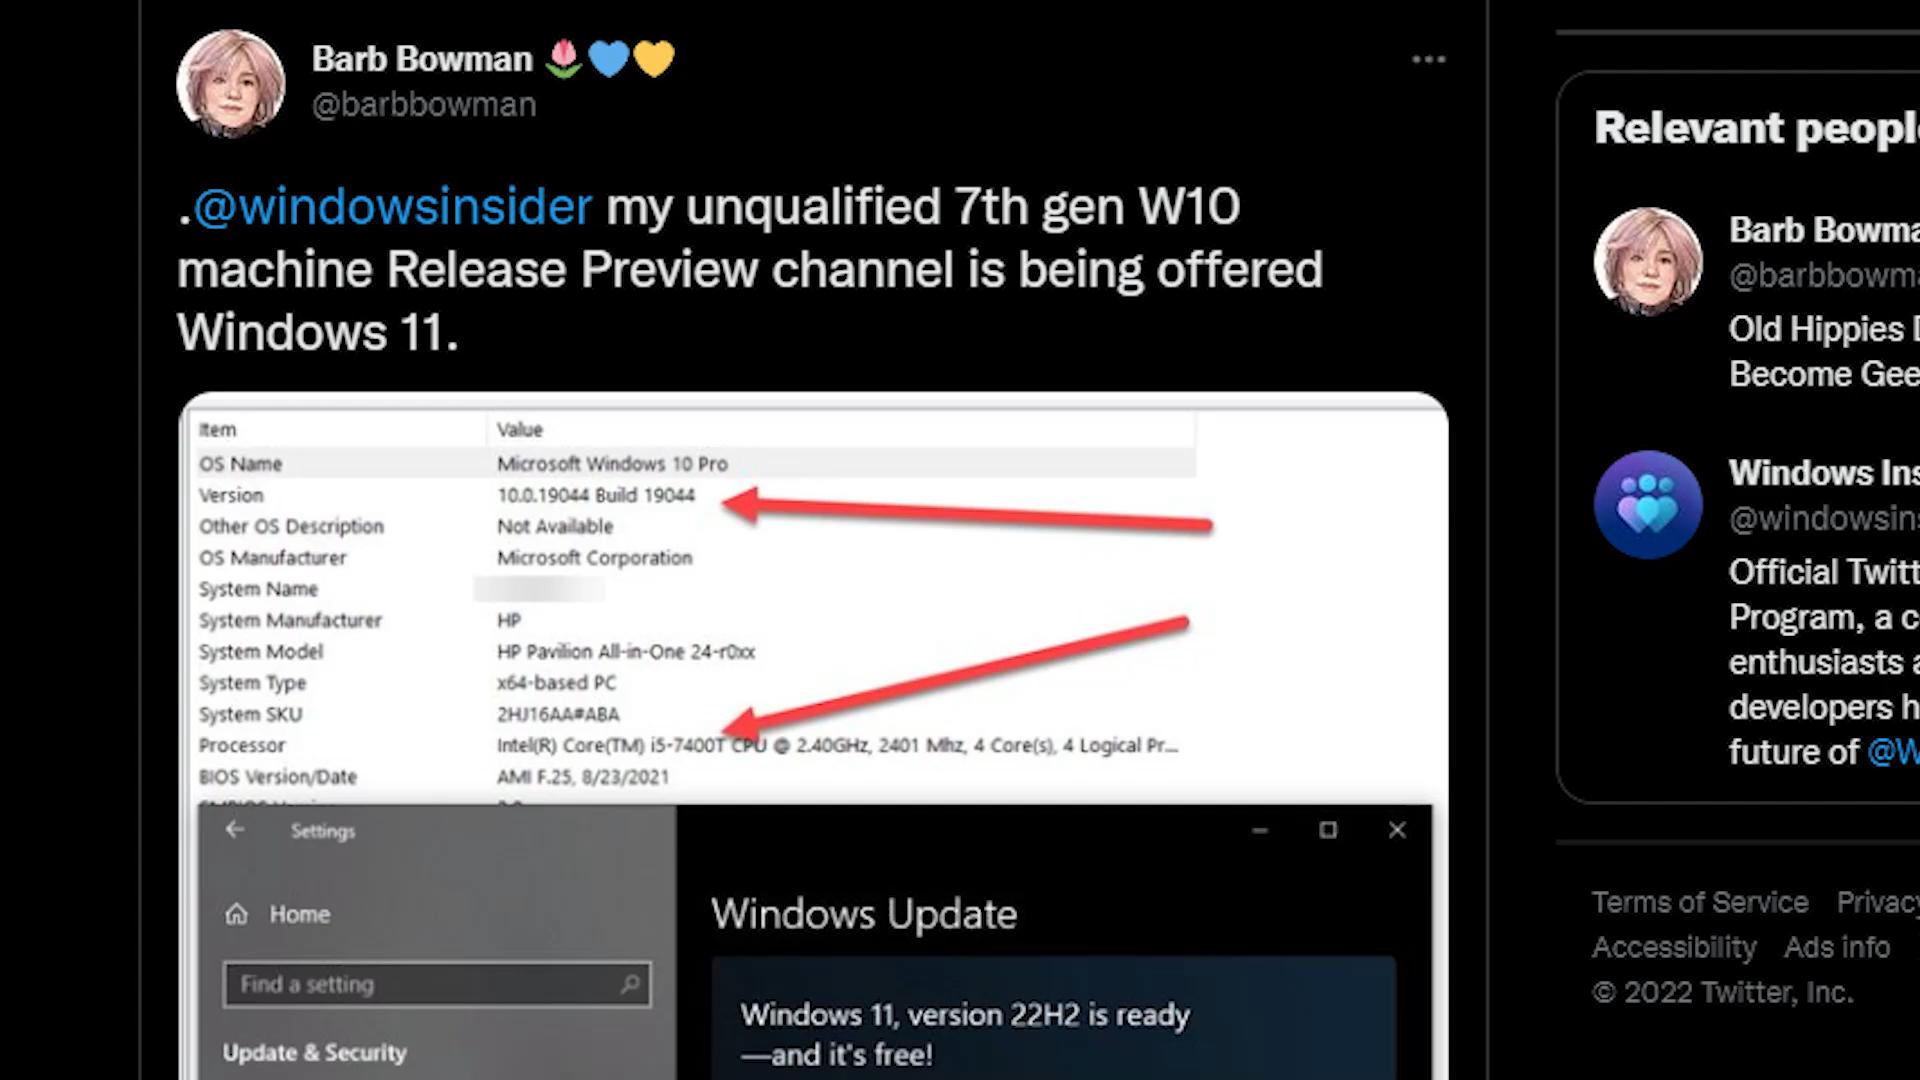 Barb Bowman
@barbbowman
.@windowsinsider my unqualified 7th gen W10
machine Release Preview channel is being offered
Windows 11.
Item Value
OS Name Microsoft Windows 10 Pro
Version 10.0.19044 Build 19044
Other OS Description Not Available
OS Manufacturer Microsoft Corporation
System Name
System Manufacturer HP
System Model HP Pavilion All-in-One 24-r0xx
System Type x64-based PC
System SKU 2HJ16AA#ABA
Processor Intel(R) Core(TM) i5-7400T CPU @ 2.40GHz, 2401 Mhz, 4 Core(s), 4 Logical Pr...
BIOS Version/Date AMI F.25, 8/23/2021
Settings
Home
Find a setting
Update & Security
Windows Update
Windows 11, version 22H2 is ready
—and it's free!
Relevant people
Barb Bowma
@barbbowma
Old Hippies D
Become Gee
Windows Ins
@windowsins
Official Twitt
Program, a c
enthusiasts a
developers h
future of @W
Terms of Service Privacy
Accessibility Ads info
© 2022 Twitter, Inc.